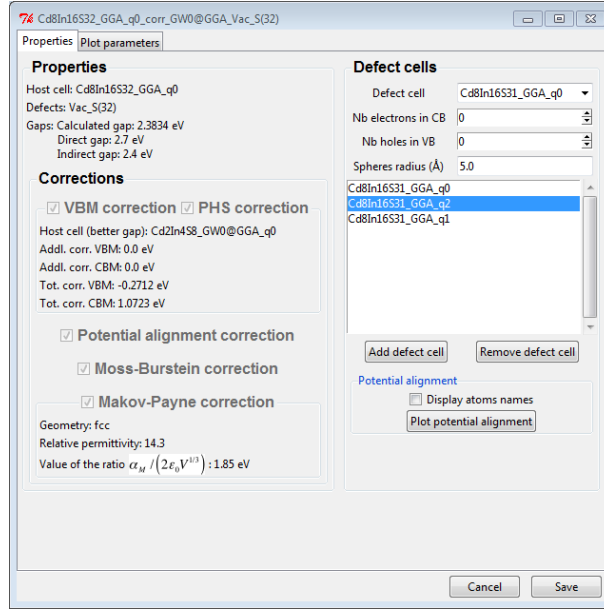 Cd8In16S32_GGA_q0_corr_GW0@GGA_Vac_S(32)
Properties Plot parameters
Properties
Host cell: Cd8In16S32_GGA_q0
Defects: Vac_S(32)
Gaps: Calculated gap: 2.3834 eV
Direct gap: 2.7 eV
Indirect gap: 2.4 eV
Corrections
VBM correction PHS correction
Host cell (better gap): Cd2In4S8_GW0@GGA_q0
Addl. corr. VBM: 0.0 eV
Addl. corr. CBM: 0.0 eV
Tot. corr. VBM: -0.2712 eV
Tot. corr. CBM: 1.0723 eV
Potential alignment correction
Moss-Burstein correction
Makov-Payne correction
Geometry: fcc
Relative permittivity: 14.3
Value of the ratio α_M /(2ε₀V^{1/3}) : 1.85 eV
Defect cells
Defect cell Cd8In16S31_GGA_q0
Nb electrons in CB 0
Nb holes in VB 0
Spheres radius (Å) 5.0
Cd8In16S31_GGA_q0
Cd8In16S31_GGA_q2
Cd8In16S31_GGA_q1
Add defect cell Remove defect cell
Potential alignment
Display atoms names
Plot potential alignment
Cancel Save